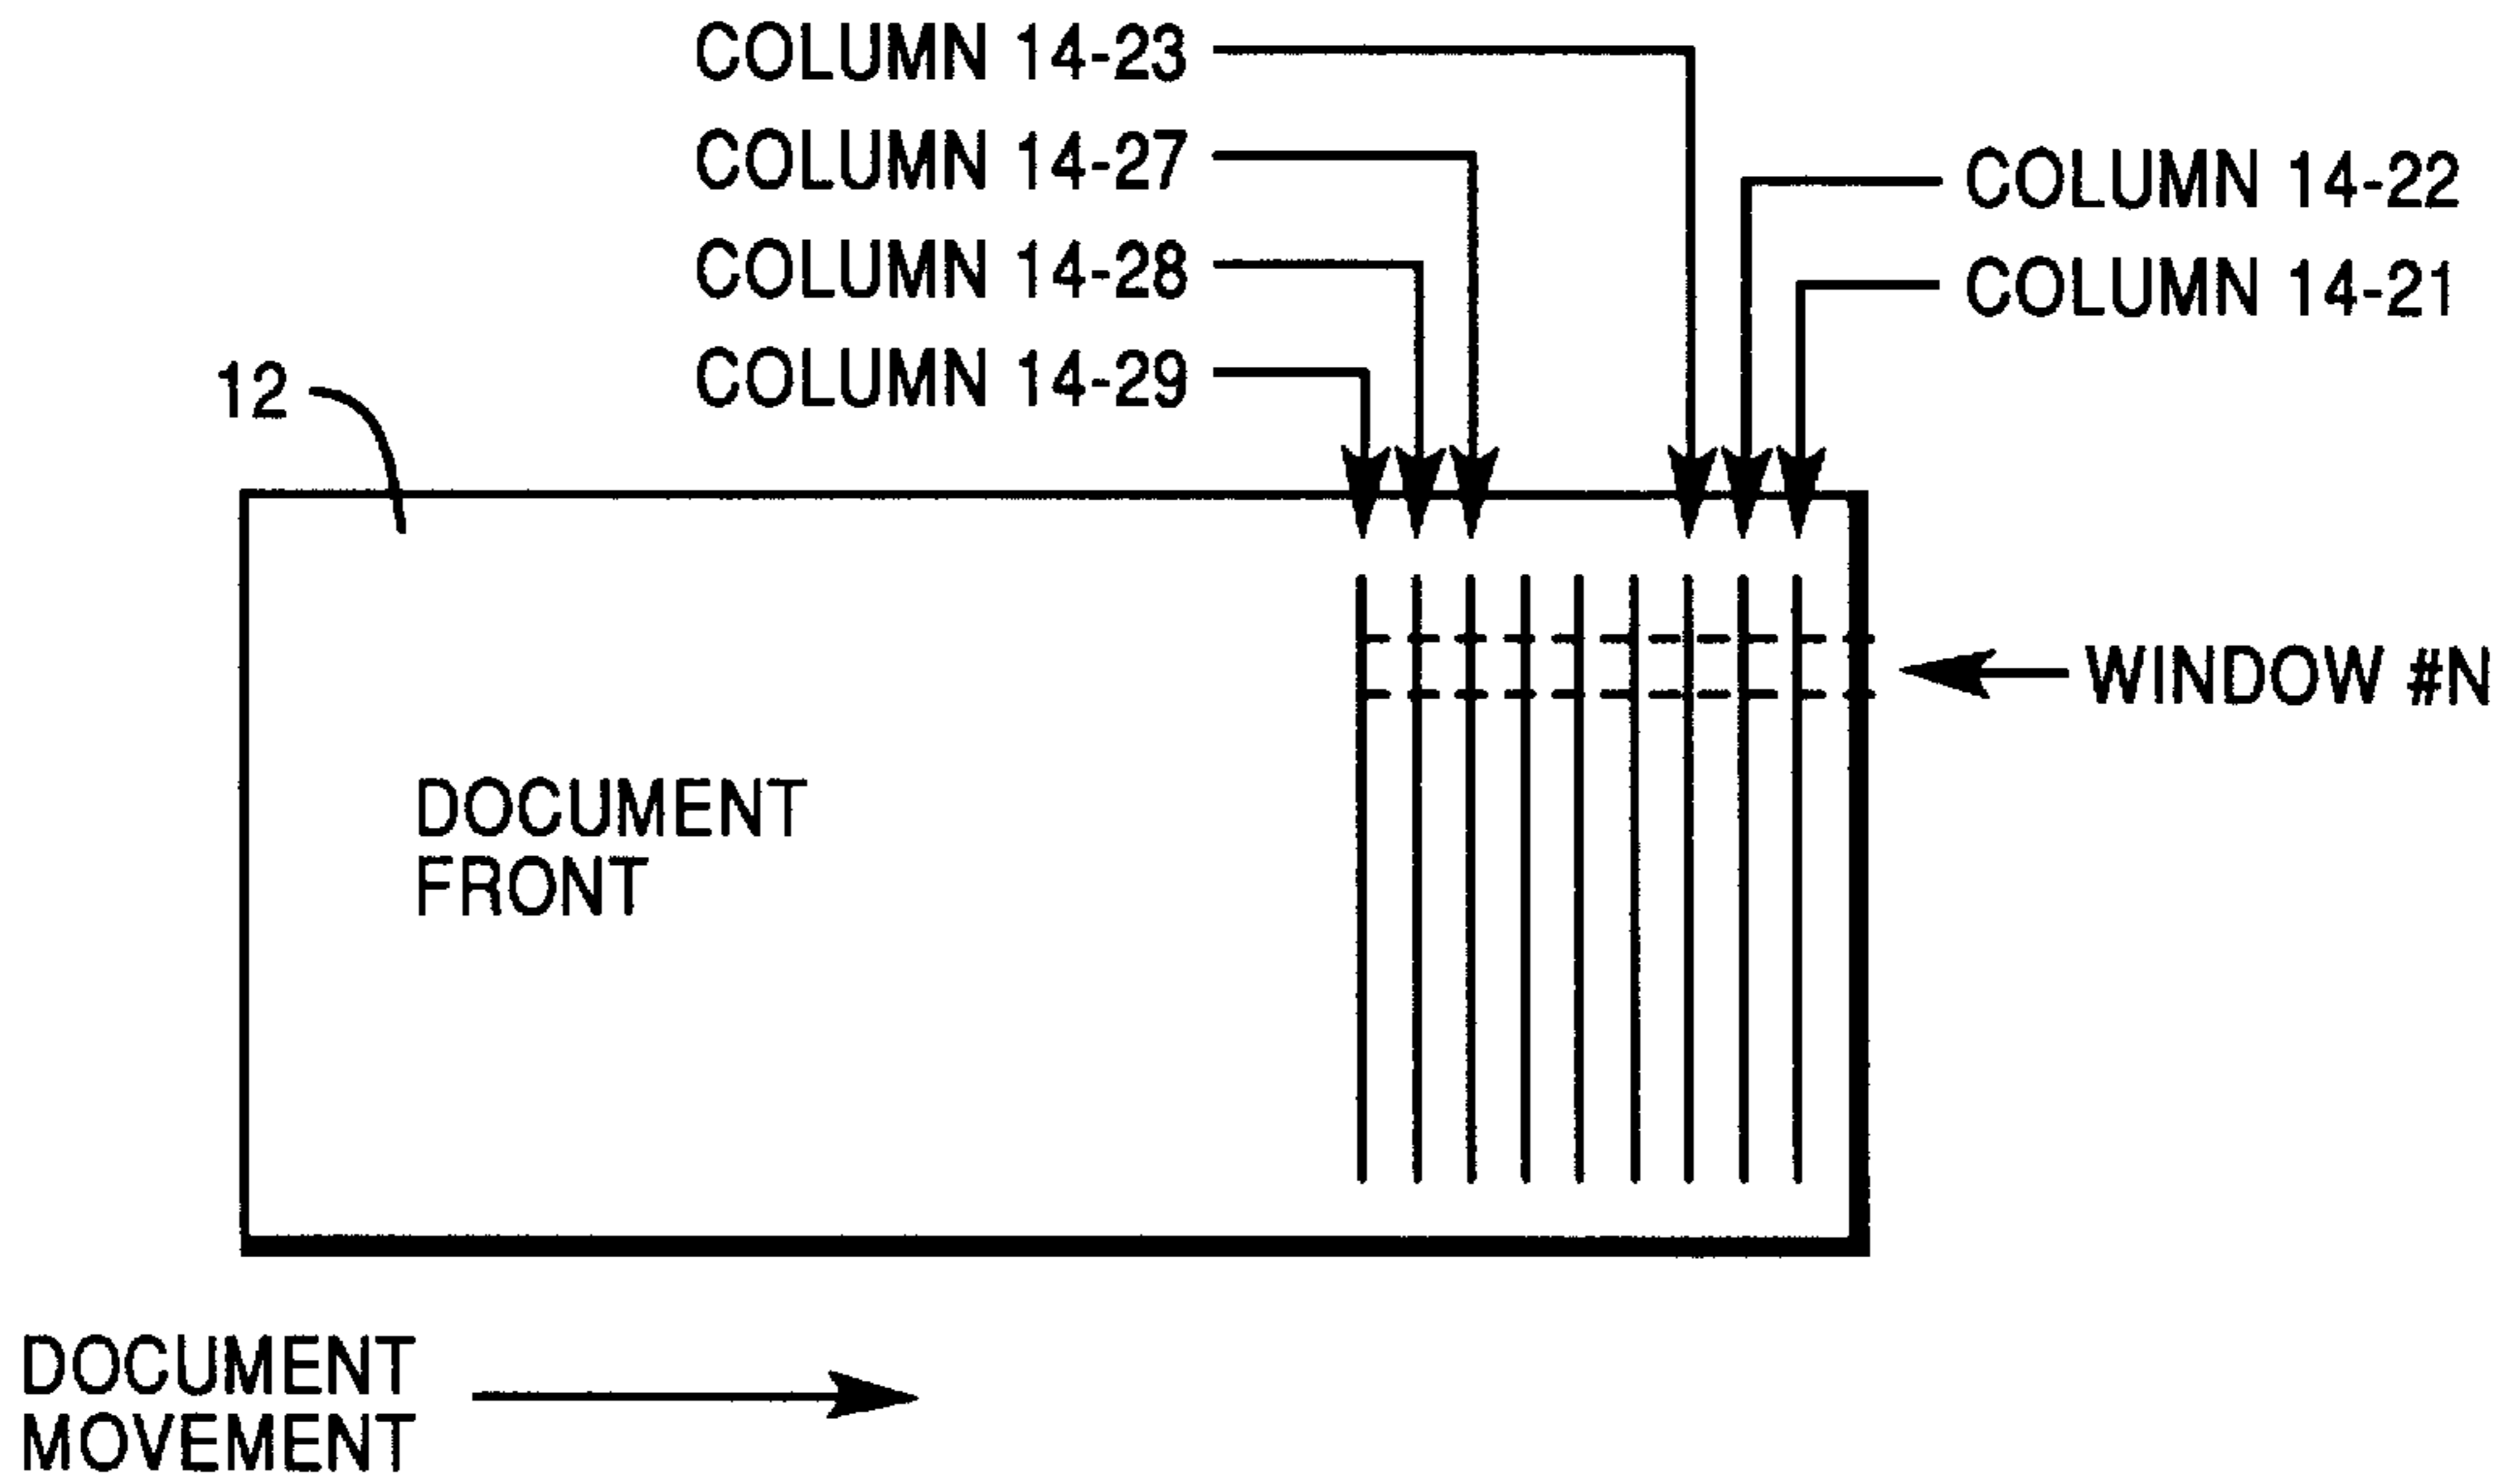 COLUMN 14-23
COLUMN 14-27
COLUMN 14-28
COLUMN 14-29
COLUMN 14-22
COLUMN 14-21
12
WINDOW #N
DOCUMENT
FRONT
DOCUMENT
MOVEMENT